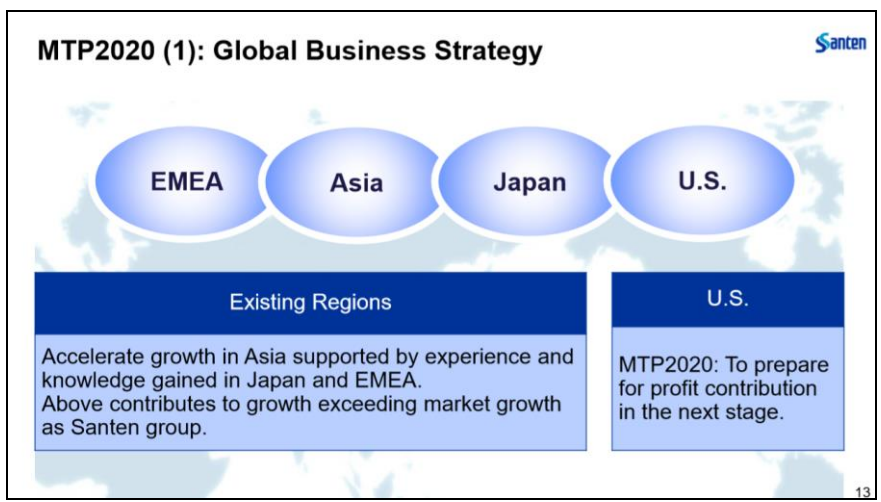 MTP2020 (1): Global Business Strategy
Santen
EMEA
Asia
Japan
U.S.
Existing Regions
Accelerate growth in Asia supported by experience and
knowledge gained in Japan and EMEA.
Above contributes to growth exceeding market growth
as Santen group.
U.S.
MTP2020: To prepare
for profit contribution
in the next stage.
13